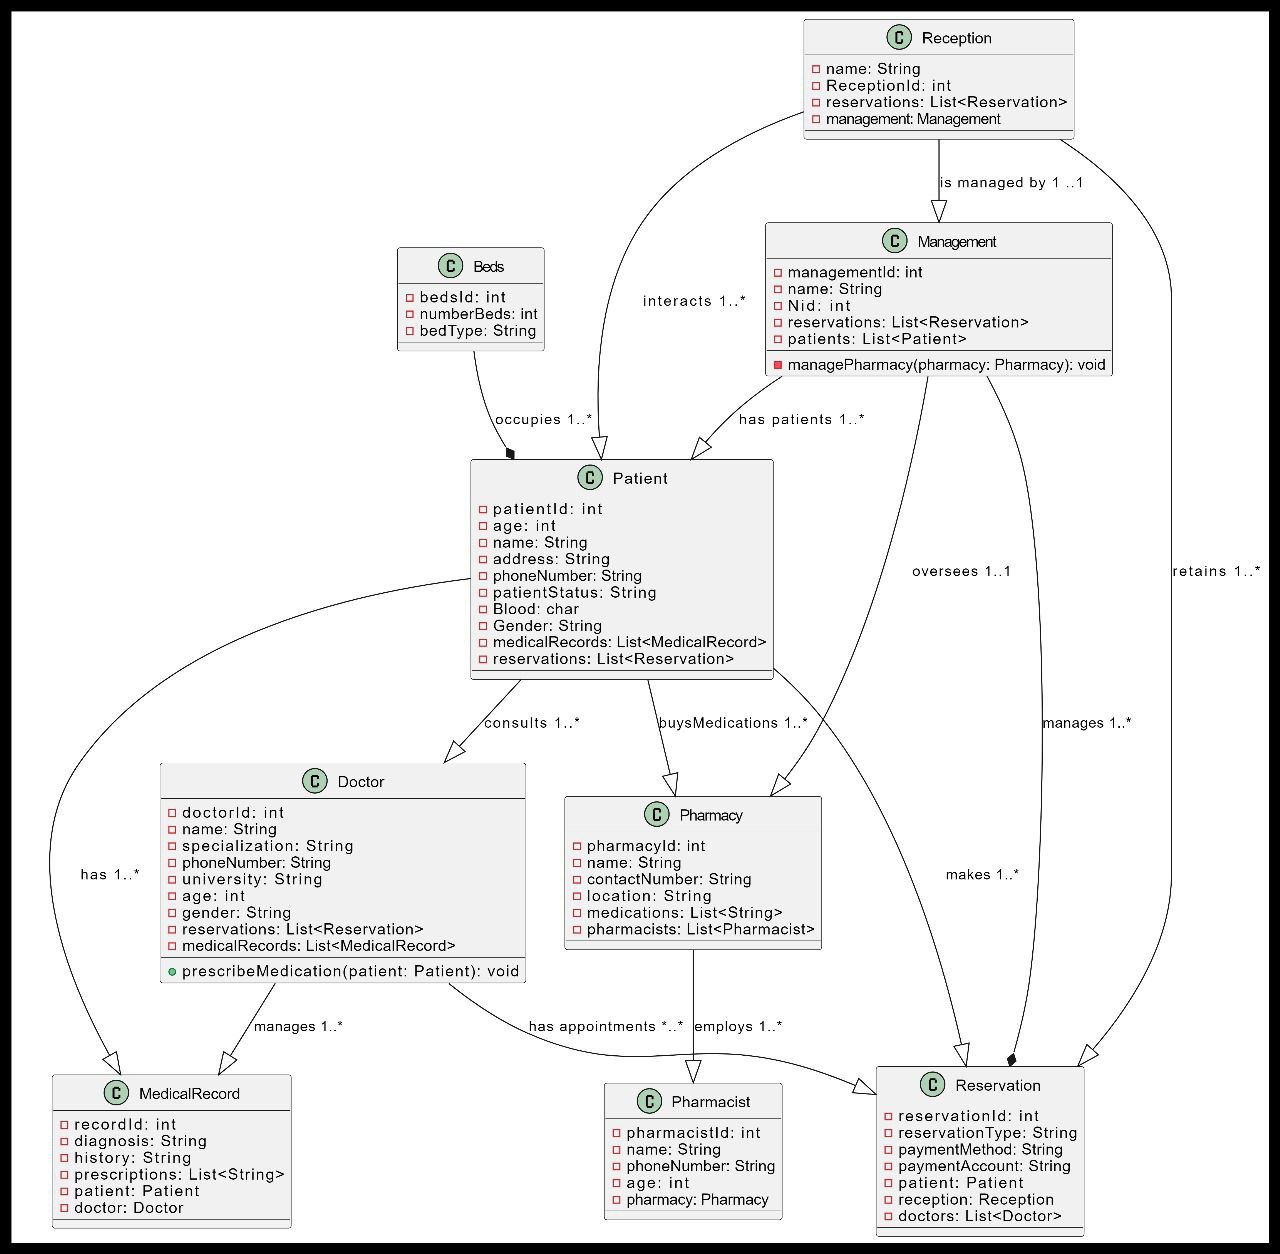 C Reception
name: String
ReceptionId: int
reservations: List<Reservation>
management: Management
is managed by 1 ..1
C Management
managementId: int
name: String
Nid: int
reservations: List<Reservation>
patients: List<Patient>
managePharmacy(pharmacy: Pharmacy): void
C Beds
bedsId: int
numberBeds: int
bedType: String
interacts 1..*
occupies 1..*
has patients 1..*
C Patient
patientId: int
age: int
name: String
address: String
phoneNumber: String
patientStatus: String
Blood: char
Gender: String
medicalRecords: List<MedicalRecord>
reservations: List<Reservation>
oversees 1..1
retains 1..*
consults 1..*
buysMedications 1..*
manages 1..*
C Doctor
doctorId: int
name: String
specialization: String
phoneNumber: String
university: String
age: int
gender: String
reservations: List<Reservation>
medicalRecords: List<MedicalRecord>
prescribeMedication(patient: Patient): void
C Pharmacy
pharmacyId: int
name: String
contactNumber: String
location: String
medications: List<String>
pharmacists: List<Pharmacist>
has 1..*
makes 1..*
manages 1..*
has appointments *..*
employs 1..*
C MedicalRecord
recordId: int
diagnosis: String
history: String
prescriptions: List<String>
patient: Patient
doctor: Doctor
C Pharmacist
pharmacistId: int
name: String
phoneNumber: String
age: int
pharmacy: Pharmacy
C Reservation
reservationId: int
reservationType: String
paymentMethod: String
paymentAccount: String
patient: Patient
reception: Reception
doctors: List<Doctor>